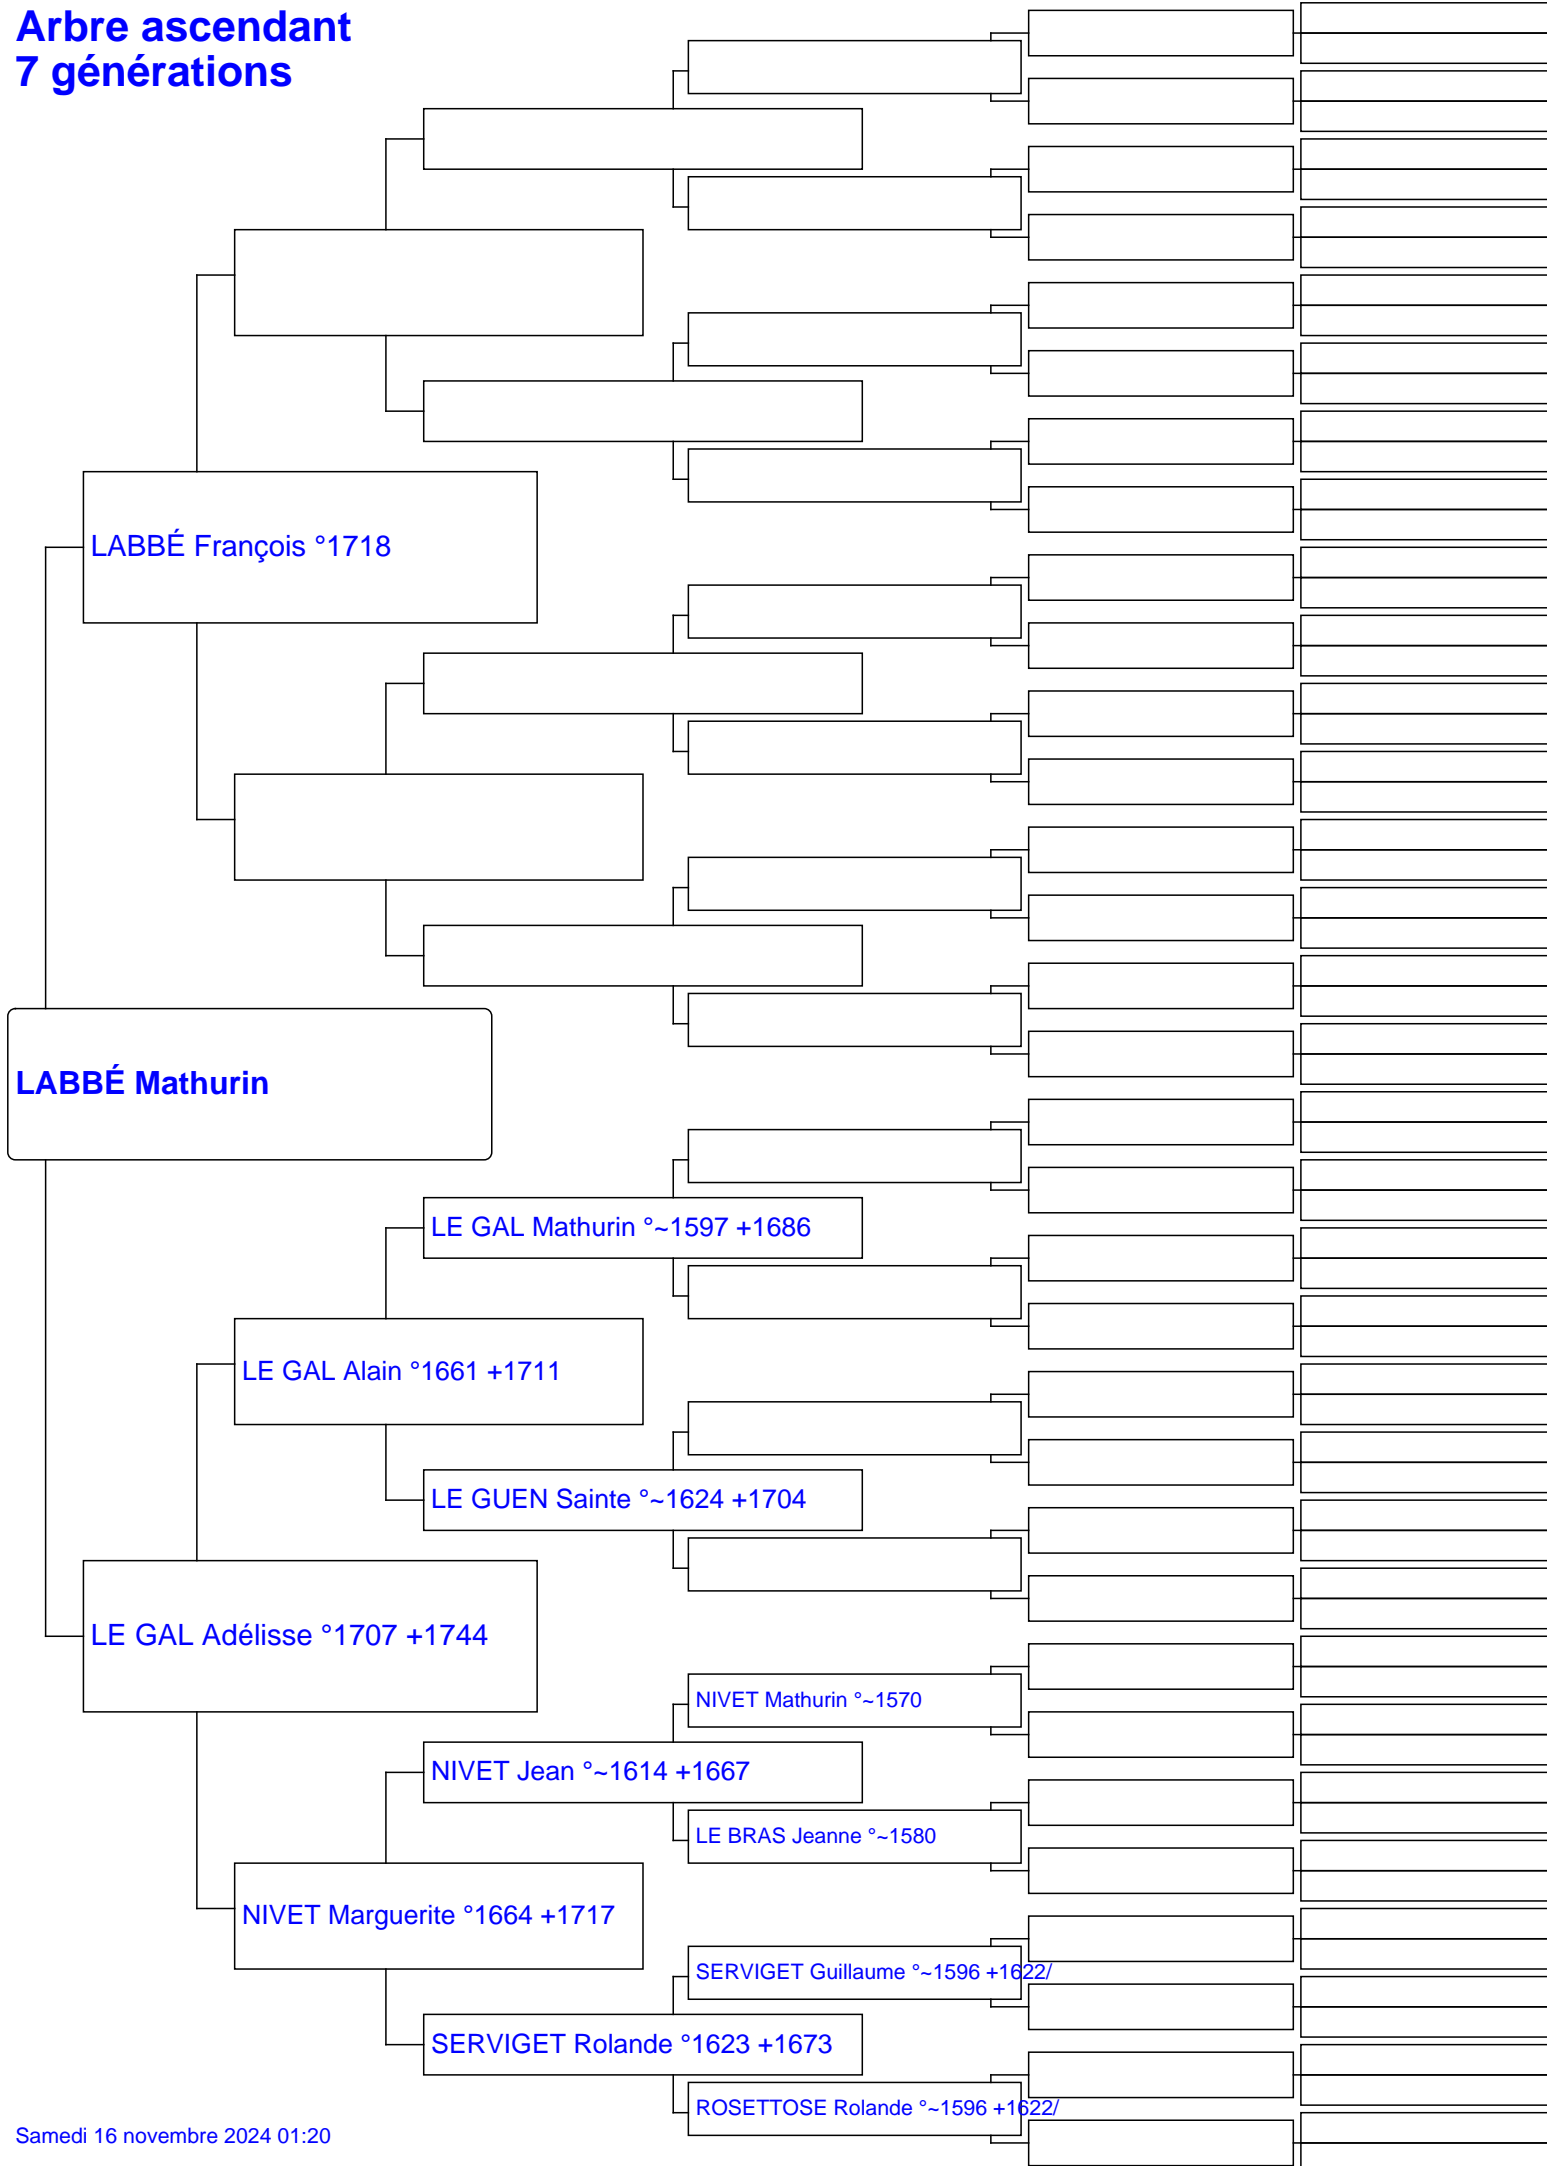 Arbre ascendant
7 générations
LABBÉ François °1718
LABBÉ Mathurin
LE GAL Mathurin °~1597 +1686
LE GAL Alain °1661 +1711
LE GUEN Sainte °~1624 +1704
LE GAL Adélisse °1707 +1744
NIVET Mathurin °~1570
NIVET Jean °~1614 +1667
LE BRAS Jeanne °~1580
NIVET Marguerite °1664 +1717
SERVIGET Guillaume °~1596 +1622/
SERVIGET Rolande °1623 +1673
ROSETTOSE Rolande °~1596 +1622/
Samedi 16 novembre 2024 01:20